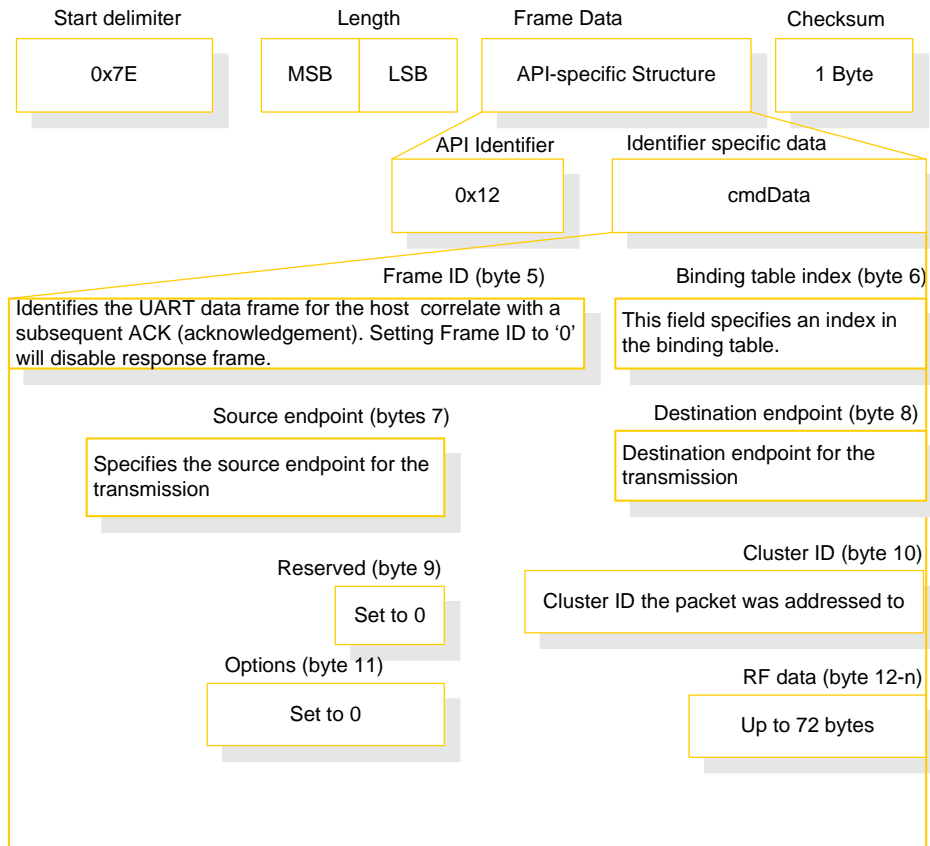 Start delimiter
Length
Frame Data
Checksum
0x7E
MSB
LSB
API-specific Structure
1 Byte
API Identifier
Identifier specific data
0x12
cmdData
Frame ID (byte 5)
Binding table index (byte 6)
Identifies the UART data frame for the host  correlate with a
subsequent ACK (acknowledgement). Setting Frame ID to ‘0’
will disable response frame.
This field specifies an index in
the binding table.
Source endpoint (bytes 7)
Destination endpoint (byte 8)
Specifies the source endpoint for the
transmission
Destination endpoint for the
transmission
Reserved (byte 9)
Cluster ID (byte 10)
Set to 0
Cluster ID the packet was addressed to
Options (byte 11)
RF data (byte 12-n)
Set to 0
Up to 72 bytes